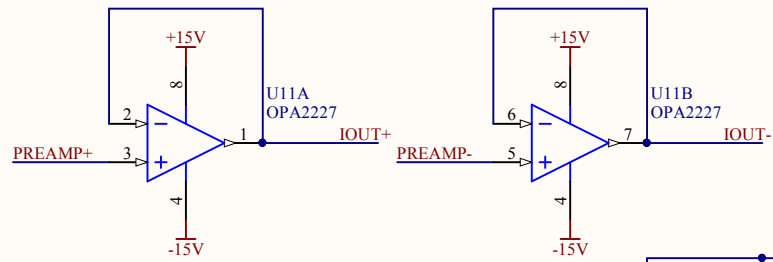 +15V
+15V
8
8
U11A
OPA2227
U11B
OPA2227
2
6
1
IOUT+
7
IOUT-
PREAMP+
3
PREAMP-
5
4
4
-15V
-15V